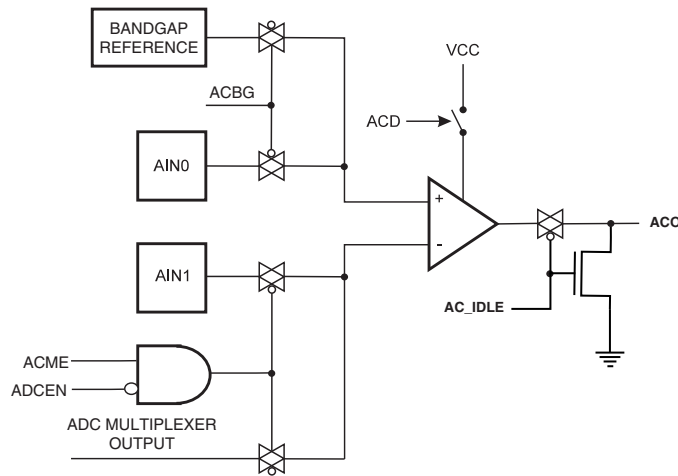 BANDGAP
REFERENCE
VCC
ACBG
ACD
AIN0
+
-
ACO
AIN1
AC_IDLE
ACME
ADCEN
ADC MULTIPLEXER
OUTPUT